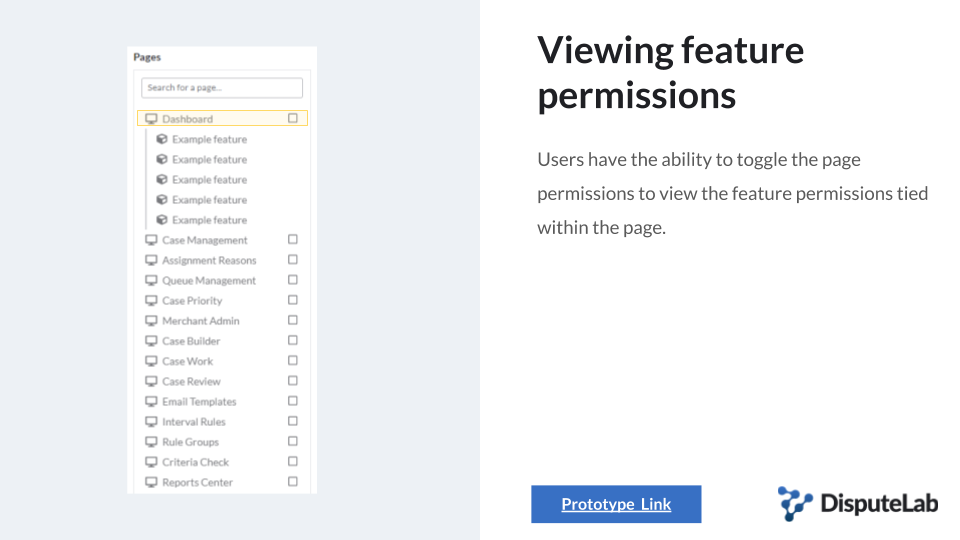 Pages
Search for a page...
Dashboard
Example feature
Example feature
Example feature
Example feature
Example feature
Case Management
Assignment Reasons
Queue Management
Case Priority
Merchant Admin
Case Builder
Case Work
Case Review
Email Templates
Interval Rules
Rule Groups
Criteria Check
Reports Center
Viewing feature
permissions
Users have the ability to toggle the page
permissions to view the feature permissions tied
within the page.
Prototype Link
DisputeLab